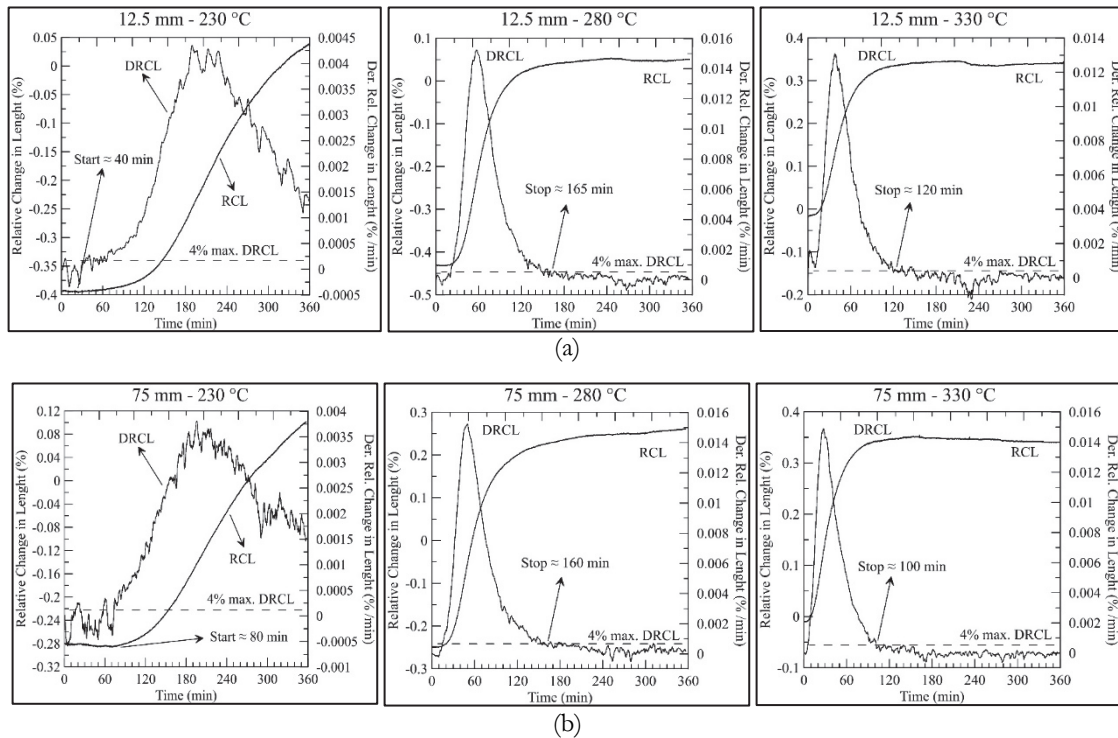 12.5 mm - 230 °C
Relative Change in Lenght (%)
0.05
0
-0.05
-0.1
-0.15
-0.2
-0.25
-0.29
-0.35
-0.4
DRCL
Start ≈ 40 min
RCL
4% max. DRCL
0.0045
0.004
0.0035
0.003
0.0025
0.002
0.0015
0.001
0.0005
0
-0.0005
Der. Rel. Change in Lenght (% /min)
0 60 120 180 240 300 360
Time (min)
12.5 mm - 280 °C
Relative Change in Lenght (%)
0.1
0
-0.1
-0.2
-0.3
-0.4
-0.5
DRCL
RCL
Stop ≈ 165 min
4% max. DRCL
0.016
0.014
0.012
0.01
0.008
0.006
0.004
0.002
0
Der. Rel. Change in Lenght (% /min)
0 60 120 180 240 300 360
Time (min)
12.5 mm - 330 °C
Relative Change in Lenght (%)
0.4
0.3
0.2
0.1
0
-0.1
-0.2
DRCL
RCL
Stop ≈ 120 min
4% max. DRCL
0.014
0.012
0.01
0.008
0.006
0.004
0.002
0
Der. Rel. Change in Lenght (% /min)
0 60 120 180 240 300 360
Time (min)
(a)
75 mm - 230 °C
Relative Change in Lenght (%)
0.12
0.08
0.04
0
-0.04
-0.08
-0.12
-0.16
-0.2
-0.24
-0.28
-0.32
DRCL
RCL
4% max. DRCL
Start ≈ 80 min
0.004
0.0035
0.003
0.0025
0.002
0.0015
0.001
0.0005
0
-0.0005
-0.001
Der. Rel. Change in Lenght (% /min)
0 60 120 180 240 300 360
Time (min)
75 mm - 280 °C
Relative Change in Lenght (%)
0.3
0.2
0.1
0
-0.1
-0.2
-0.3
DRCL
RCL
Stop ≈ 160 min
4% max. DRCL
0.016
0.014
0.012
0.01
0.008
0.006
0.004
0.002
0
Der. Rel. Change in Lenght (% /min)
0 60 120 180 240 300 360
Time (min)
75 mm - 330 °C
Relative Change in Lenght (%)
0.4
0.3
0.2
0.1
0
-0.1
DRCL
RCL
Stop ≈ 100 min
4% max. DRCL
0.016
0.014
0.012
0.01
0.008
0.006
0.004
0.002
0
Der. Rel. Change in Lenght (% /min)
0 60 120 180 240 300 360
Time (min)
(b)